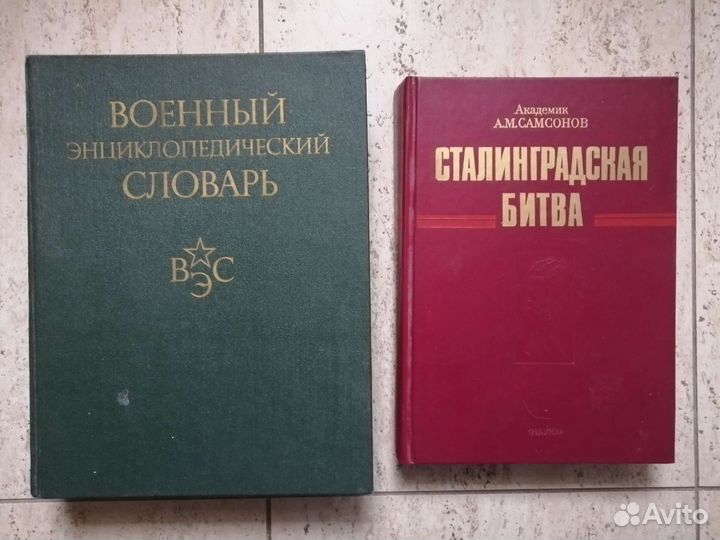 ВОЕННЫЙ
ЭНЦИКЛОПЕДИЧЕСКИЙ
СЛОВАРЬ
ВЭС
Академик
А.М.САМСОНОВ
СТАЛИНГРАДСКАЯ
БИТВА
«НАУКА»
Avito